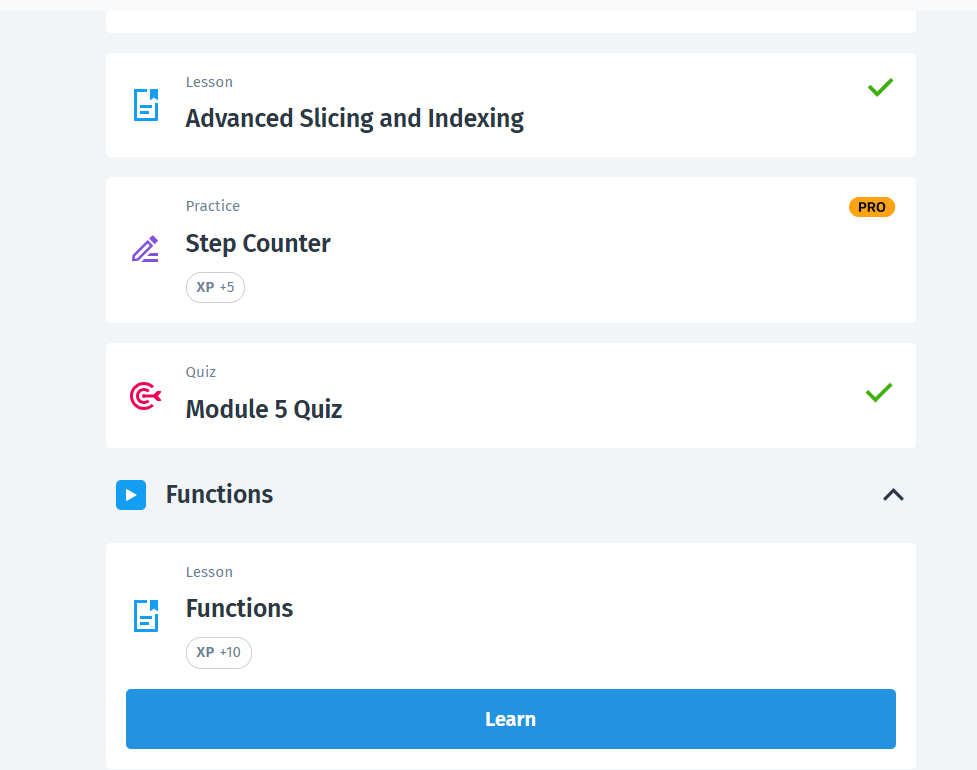 Lesson
Advanced Slicing and Indexing
Practice
PRO
Step Counter
XP +5
Quiz
Module 5 Quiz
Functions
Lesson
Functions
XP +10
Learn